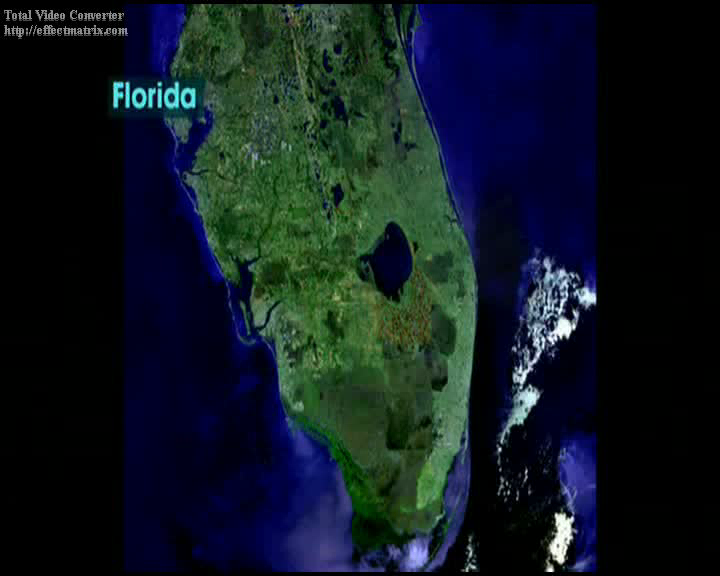 Total Video Converter
http://effectmatrix.com
Florida